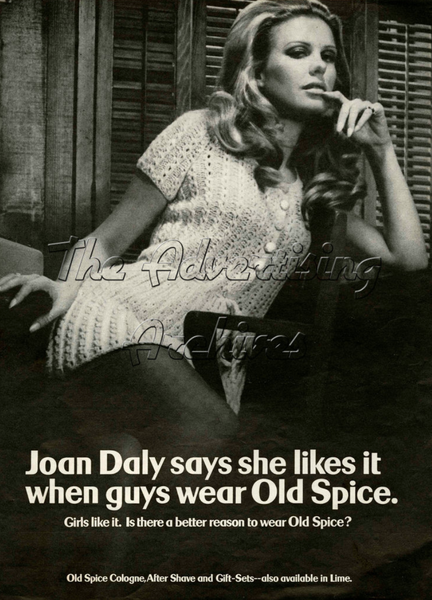 The Advertising
Archives
Joan Daly says she likes it
when guys wear Old Spice.
Girls like it. Is there a better reason to wear Old Spice?
Old Spice Cologne, After Shave and Gift-Sets--also available in Lime.